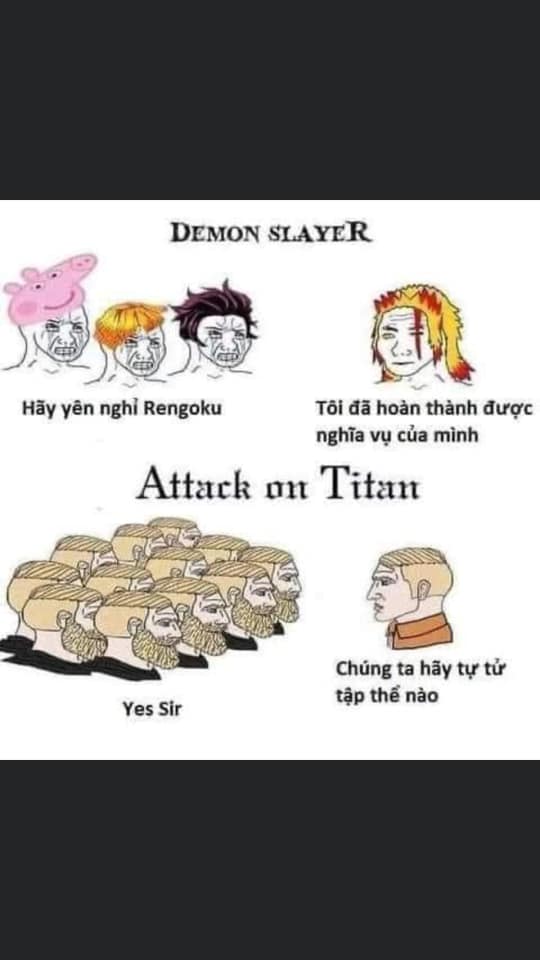 DEMON SLAYER
Hãy yên nghỉ Rengoku
Tôi đã hoàn thành được
nghĩa vụ của mình
Attack on Titan
Yes Sir
Chúng ta hãy tự tử
tập thể nào